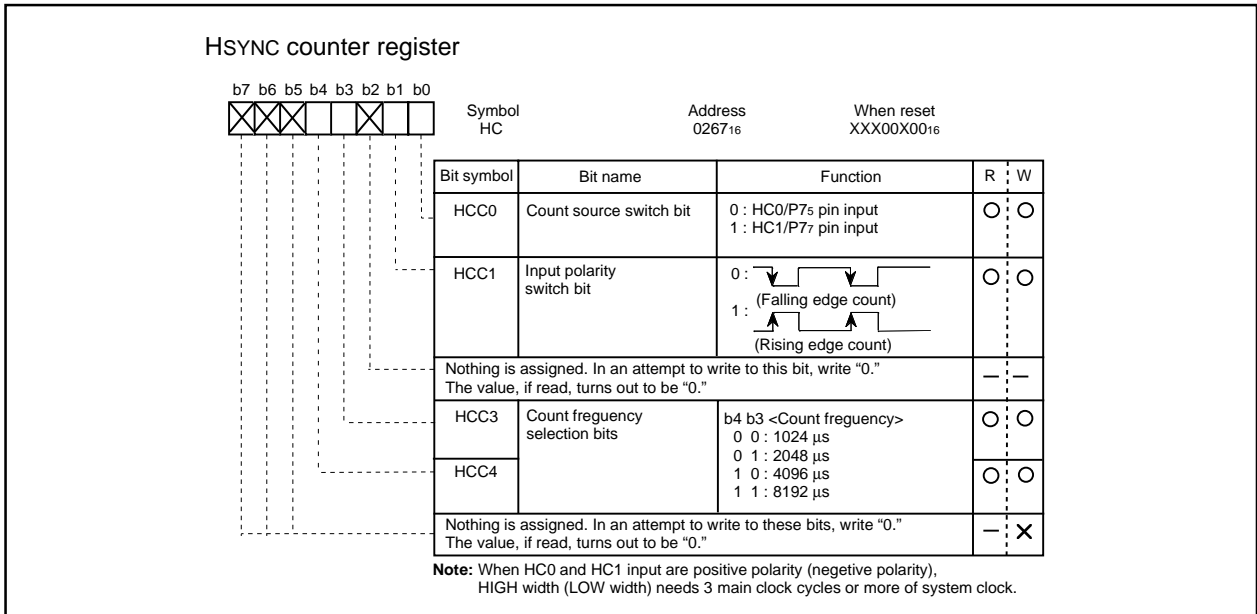 HSYNC counter register
b7 b6 b5 b4 b3 b2 b1 b0
Symbol Address When reset
HC 026716 XXX00X0016
Bit symbol Bit name Function R W
HCC0 Count source switch bit 0 : HC0/P75 pin input
1 : HC1/P77 pin input
HCC1 Input polarity
switch bit
0 :
(Falling edge count)
1 :
(Rising edge count)
Nothing is assigned. In an attempt to write to this bit, write “0.”
The value, if read, turns out to be “0.”
HCC3 Count freguency
selection bits
b4 b3 <Count freguency>
0 0 : 1024 µs
0 1 : 2048 µs
HCC4 1 0 : 4096 µs
1 1 : 8192 µs
Nothing is assigned. In an attempt to write to these bits, write “0.”
The value, if read, turns out to be “0.”
Note: When HC0 and HC1 input are positive polarity (negetive polarity),
HIGH width (LOW width) needs 3 main clock cycles or more of system clock.